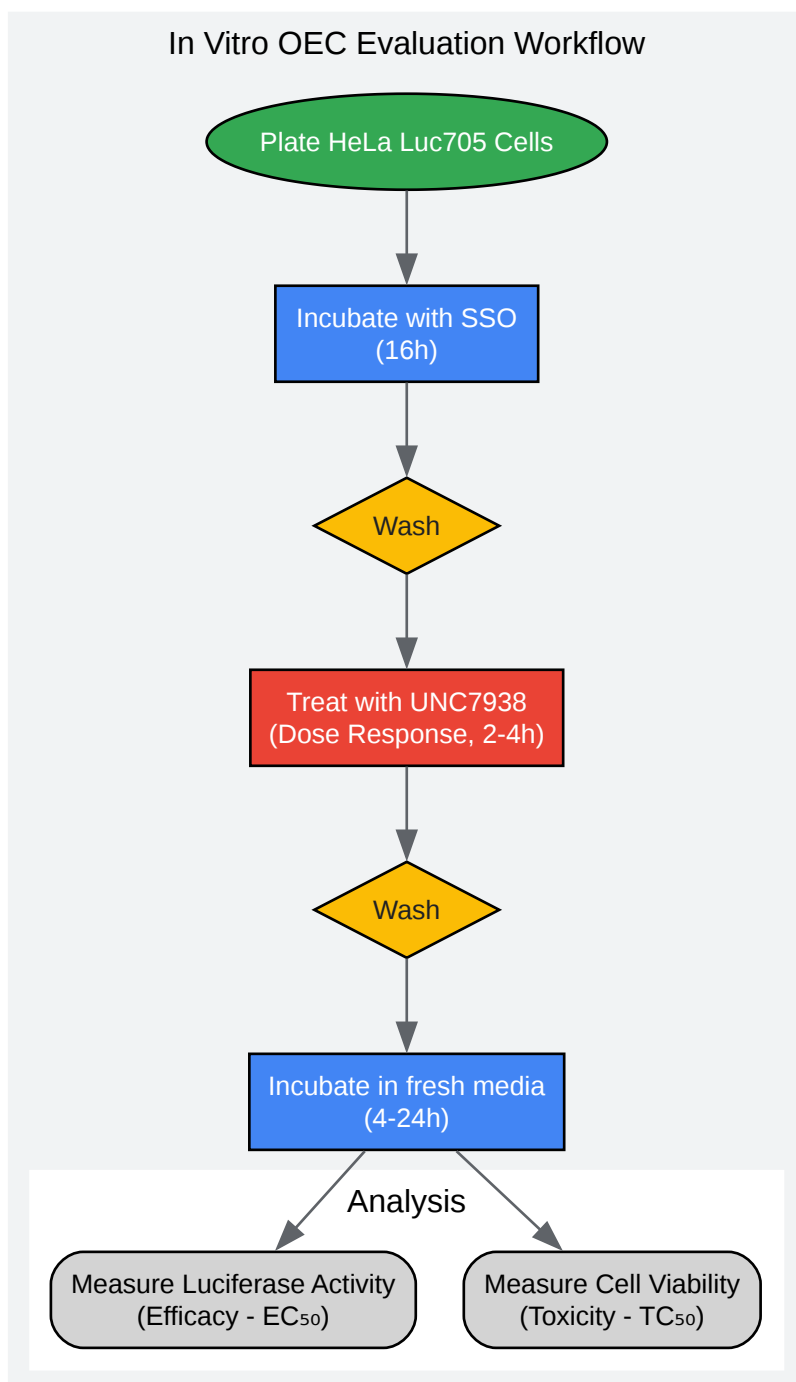 In Vitro OEC Evaluation Workflow
Plate HeLa Luc705 Cells
Incubate with SSO
(16h)
Wash
Treat with UNC7938
(Dose Response, 2-4h)
Wash
Incubate in fresh media
(4-24h)
Analysis
Measure Luciferase Activity
(Efficacy - EC₅₀)
Measure Cell Viability
(Toxicity - TC₅₀)